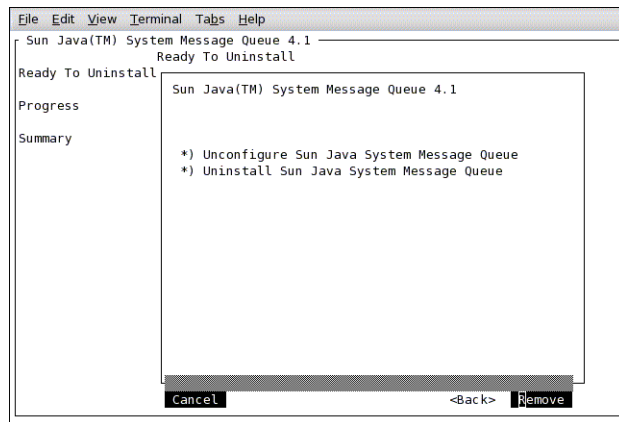 File Edit View Terminal Tabs Help
Sun Java(TM) System Message Queue 4.1
Ready To Uninstall
Ready To Uninstall
Sun Java(TM) System Message Queue 4.1
Progress
Summary
*) Unconfigure Sun Java System Message Queue
*) Uninstall Sun Java System Message Queue
Cancel <Back> Remove